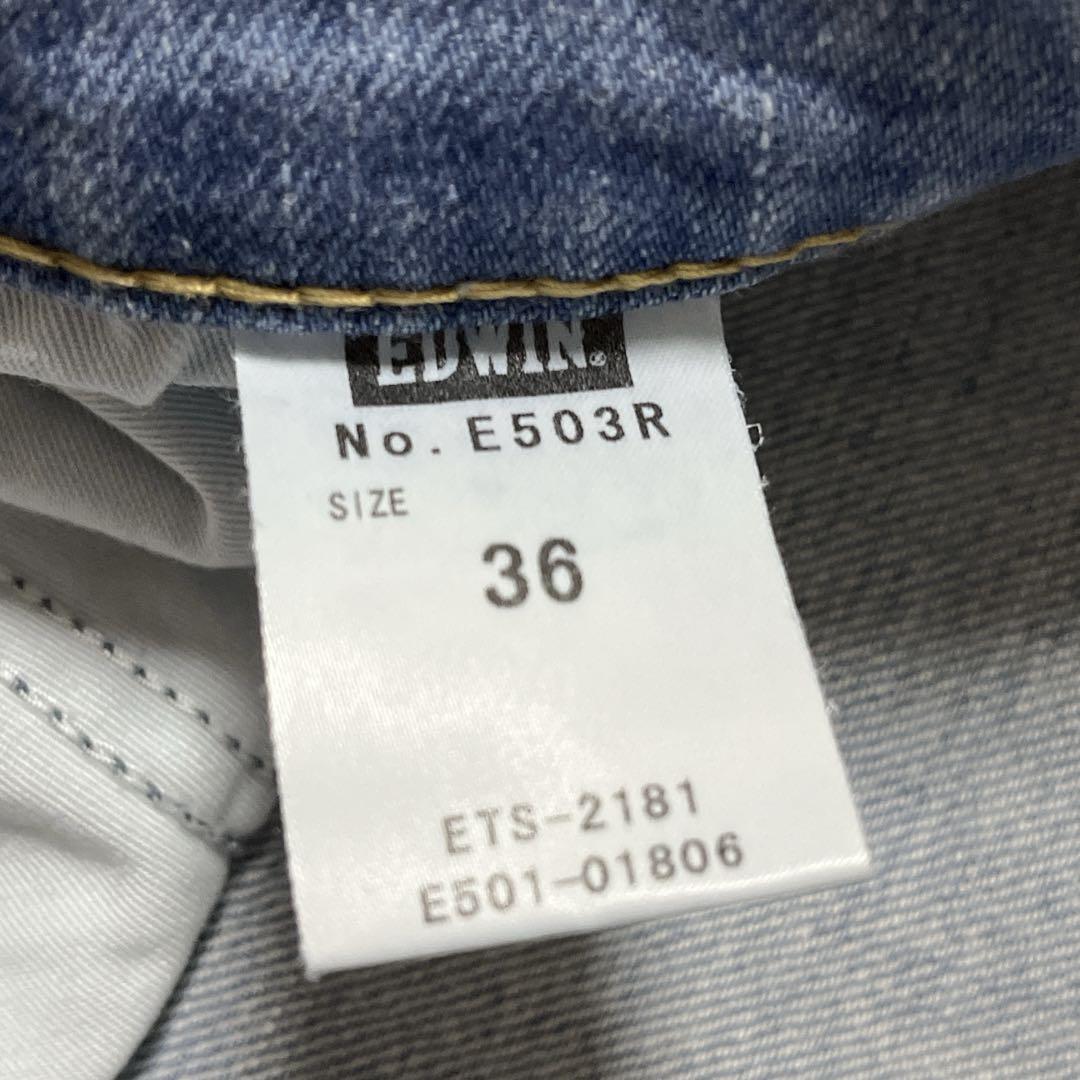 EDWIN®
No. E503R
SIZE
36
ETS-2181
E501-01806